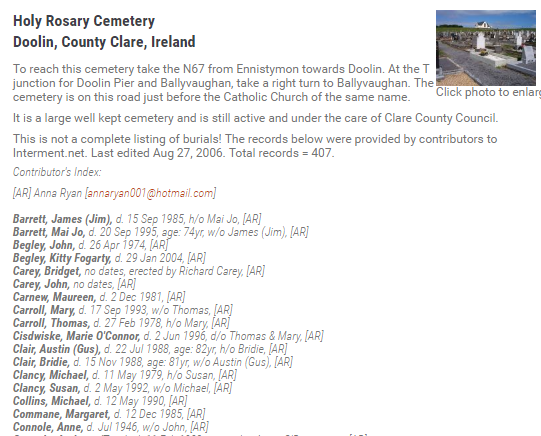 Holy Rosary Cemetery
Doolin, County Clare, Ireland
To reach this cemetery take the N67 from Ennistymon towards Doolin. At the T
junction for Doolin Pier and Ballyvaughan, take a right turn to Ballyvaughan. The
cemetery is on this road just before the Catholic Church of the same name.
Click photo to enlarg
It is a large well kept cemetery and is still active and under the care of Clare County Council.
This is not a complete listing of burials! The records below were provided by contributors to
Interment.net. Last edited Aug 27, 2006. Total records = 407.
Contributor's Index:
[AR] Anna Ryan [annaryan001@hotmail.com]
Barrett, James (Jim), d. 15 Sep 1985, h/o Mai Jo, [AR]
Barrett, Mai Jo, d. 20 Sep 1995, age: 74yr, w/o James (Jim), [AR]
Begley, John, d. 26 Apr 1974, [AR]
Begley, Kitty Fogarty, d. 29 Jan 2004, [AR]
Carey, Bridget, no dates, erected by Richard Carey, [AR]
Carey, John, no dates, [AR]
Carnew, Maureen, d. 2 Dec 1981, [AR]
Carroll, Mary, d. 17 Sep 1993, w/o Thomas, [AR]
Carroll, Thomas, d. 27 Feb 1978, h/o Mary, [AR]
Cisdwiske, Marie O'Connor, d. 2 Jun 1996, d/o Thomas & Mary, [AR]
Clair, Austin (Gus), d. 22 Jul 1988, age: 82yr, h/o Bridie, [AR]
Clair, Bridie, d. 15 Nov 1988, age: 81yr, w/o Austin (Gus), [AR]
Clancy, Michael, d. 11 May 1979, h/o Susan, [AR]
Clancy, Susan, d. 2 May 1992, w/o Michael, [AR]
Collins, Michael, d. 12 May 1990, [AR]
Commane, Margaret, d. 12 Dec 1985, [AR]
Connole, Anne, d. Jul 1946, w/o John, [AR]